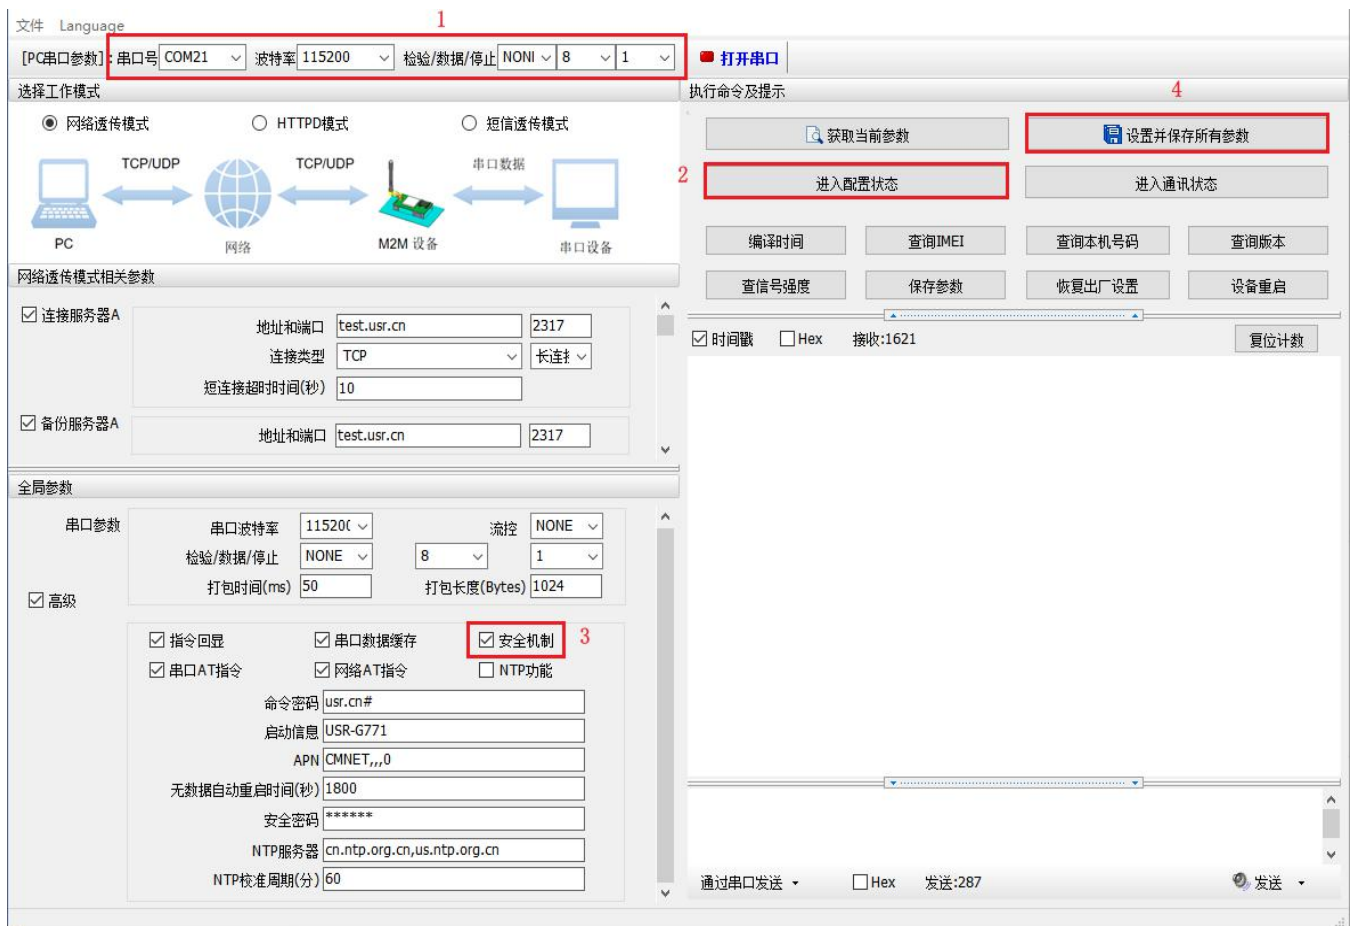 文件 Language
1
[PC串口参数]: 串口号 COM21 波特率 115200 检验/数据/停止 NONI 8 1 打开串口
选择工作模式
网络透传模式 HTTPD模式 短信透传模式
TCP/UDP TCP/UDP 串口数据
PC 网络 M2M 设备 串口设备
网络透传模式相关参数
连接服务器A
地址和端口 test.usr.cn 2317
连接类型 TCP 长连接
短连接超时时间(秒) 10
备份服务器A
地址和端口 test.usr.cn 2317
全局参数
串口参数
串口波特率 115200 流控 NONE
检验/数据/停止 NONE 8 1
打包时间(ms) 50 打包长度(Bytes) 1024
高级
指令回显 串口数据缓存 安全机制 3
串口AT指令 网络AT指令 NTP功能
命令密码 usr.cn#
启动信息 USR-G771
APN CMNET,,,0
无数据自动重启时间(秒) 1800
安全密码 ******
NTP服务器 cn.ntp.org.cn,us.ntp.org.cn
NTP校准周期(分) 60
执行命令及提示
4
获取当前参数 设置并保存所有参数
2 进入配置状态 进入通讯状态
编译时间 查询IMEI 查询本机号码 查询版本
查信号强度 保存参数 恢复出厂设置 设备重启
时间戳 Hex 接收:1621 复位计数
通过串口发送 Hex 发送:287 发送